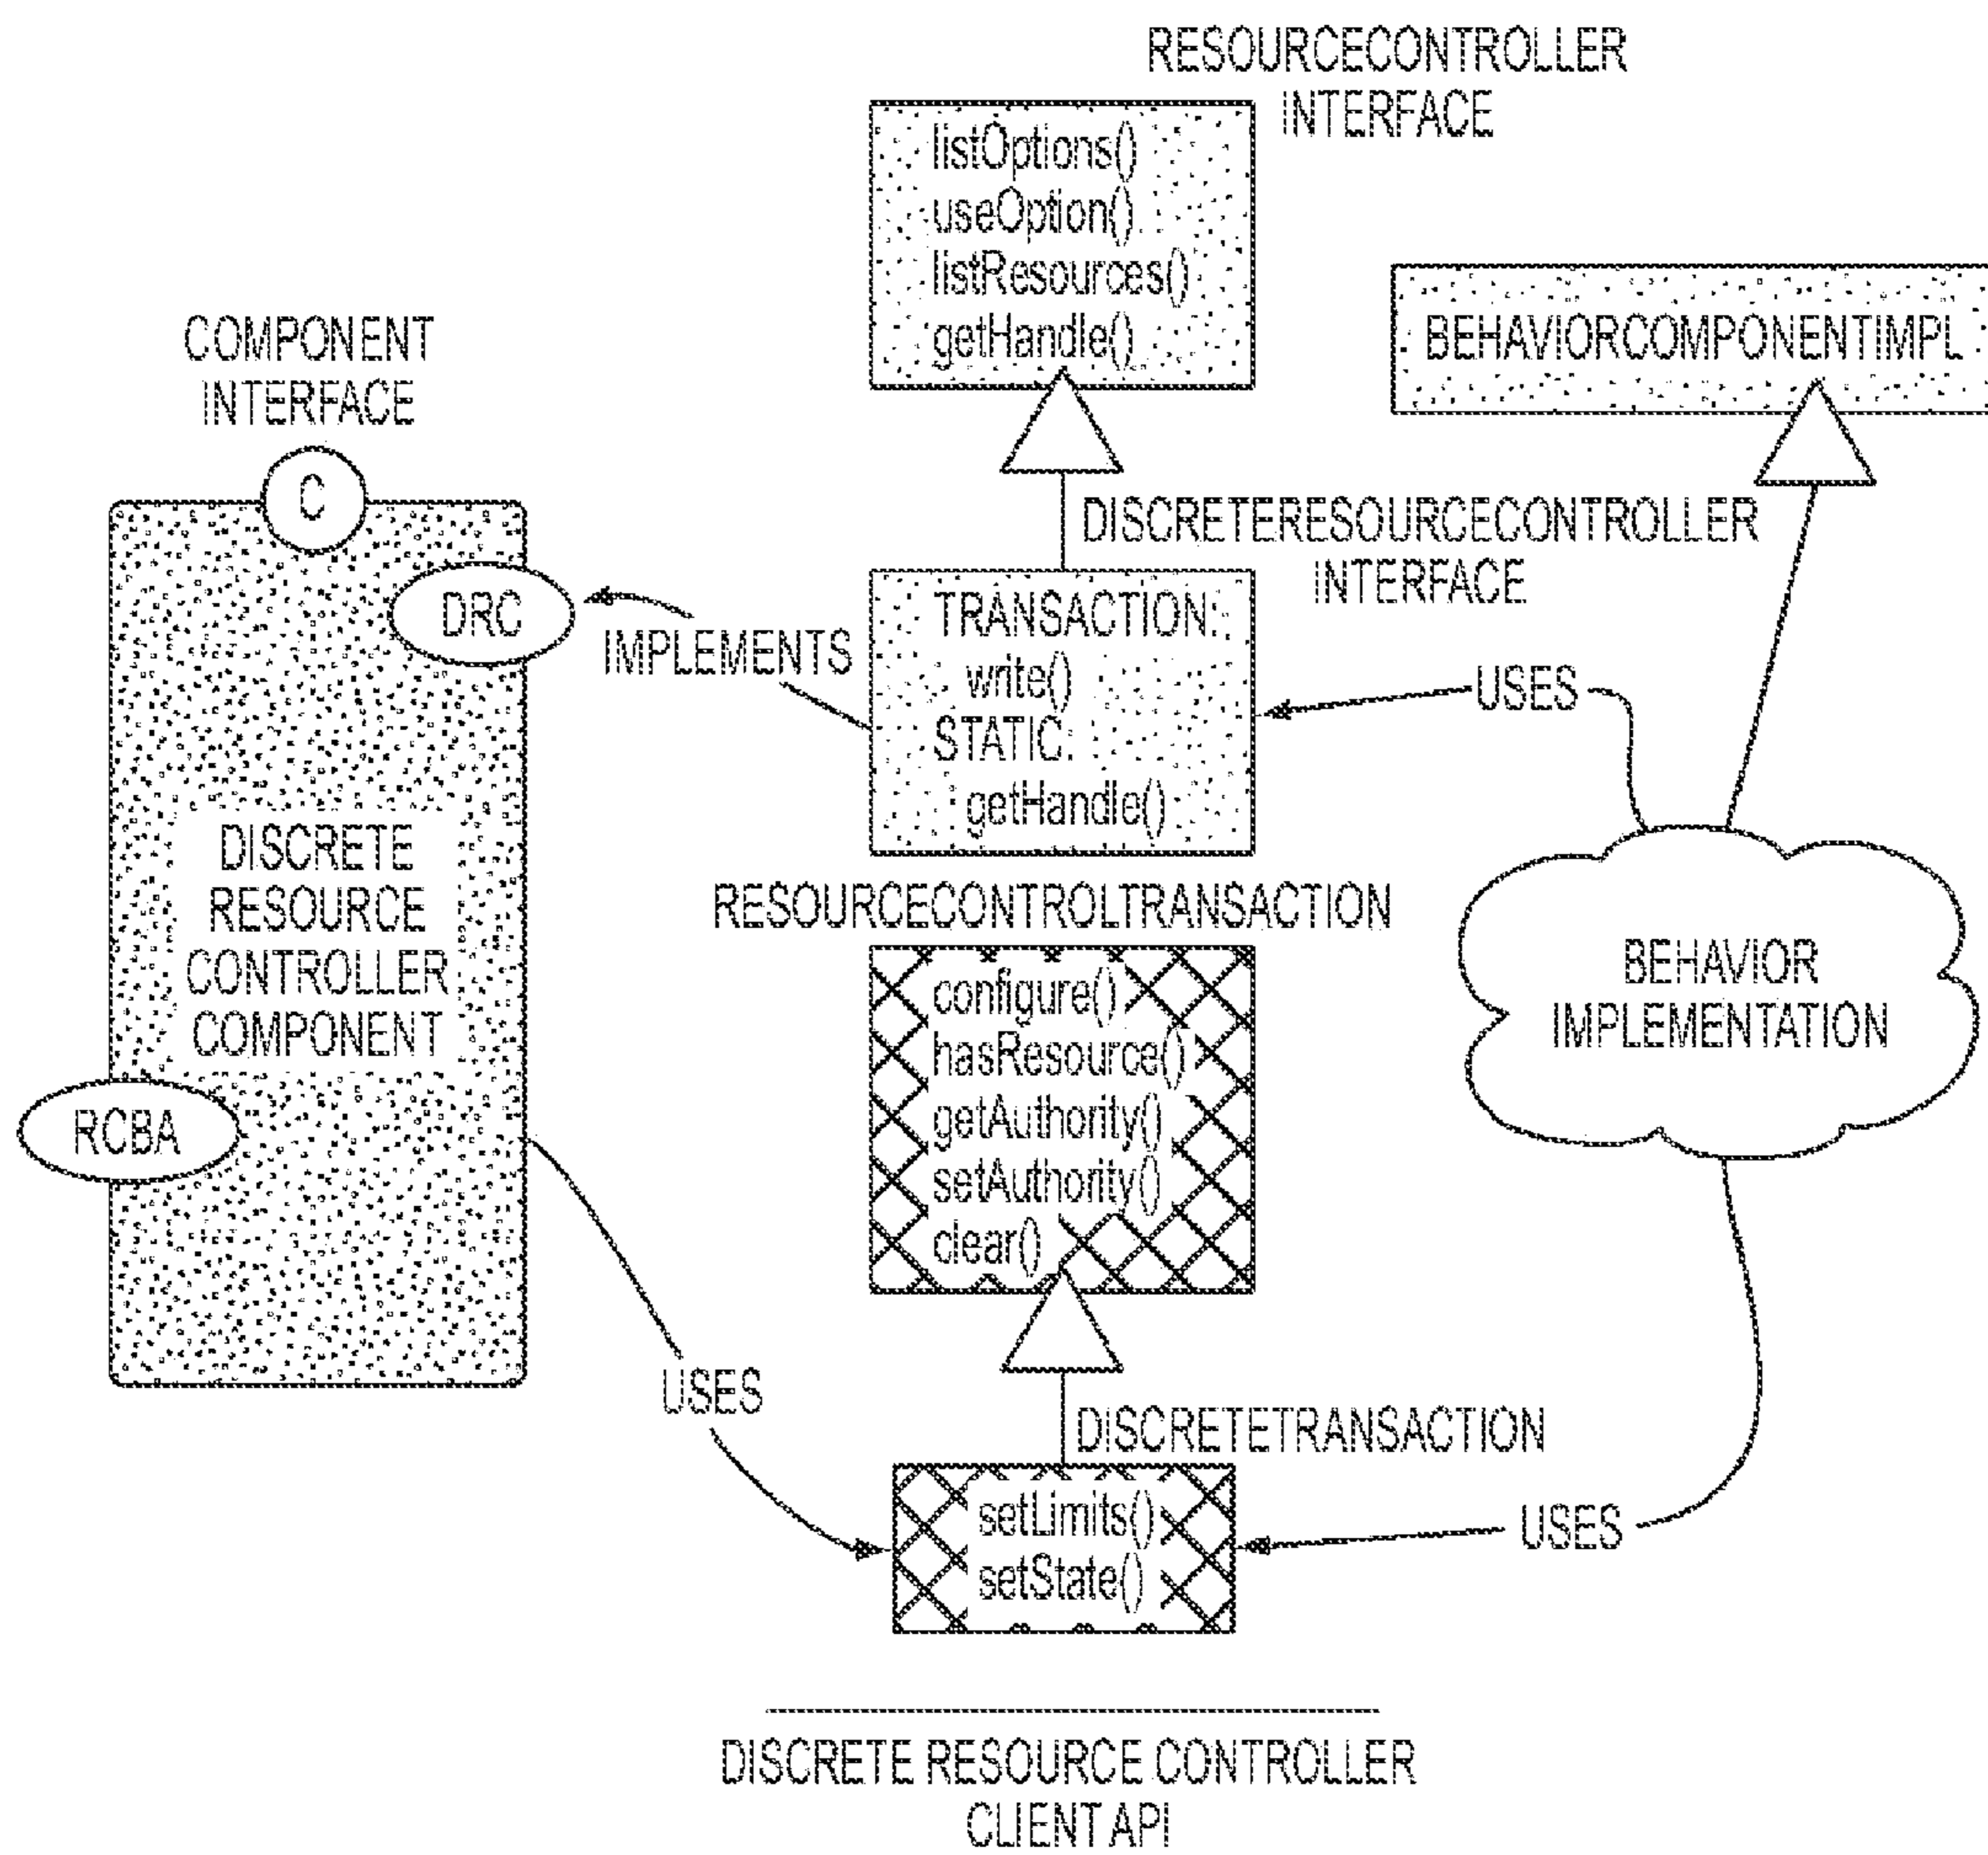 RESOURCECONTROLLER
INTERFACE
listOptions()
useOption()
listResources()
getHandle()
BEHAVIORCOMPONENTIMPL
COMPONENT
INTERFACE
C
DRC
DISCRETE
RESOURCE
CONTROLLER
COMPONENT
RCBA
IMPLEMENTS
DISCRETERESOURCECONTROLLER
INTERFACE
TRANSACTION:
write()
STATIC:
getHandle()
USES
RESOURCECONTROLTRANSACTION
configure()
hasResource()
getAuthority()
setAuthority()
clear()
BEHAVIOR
IMPLEMENTATION
USES
DISCRETETRANSACTION
setLimits()
setState()
USES
DISCRETE RESOURCE CONTROLLER
CLIENT API